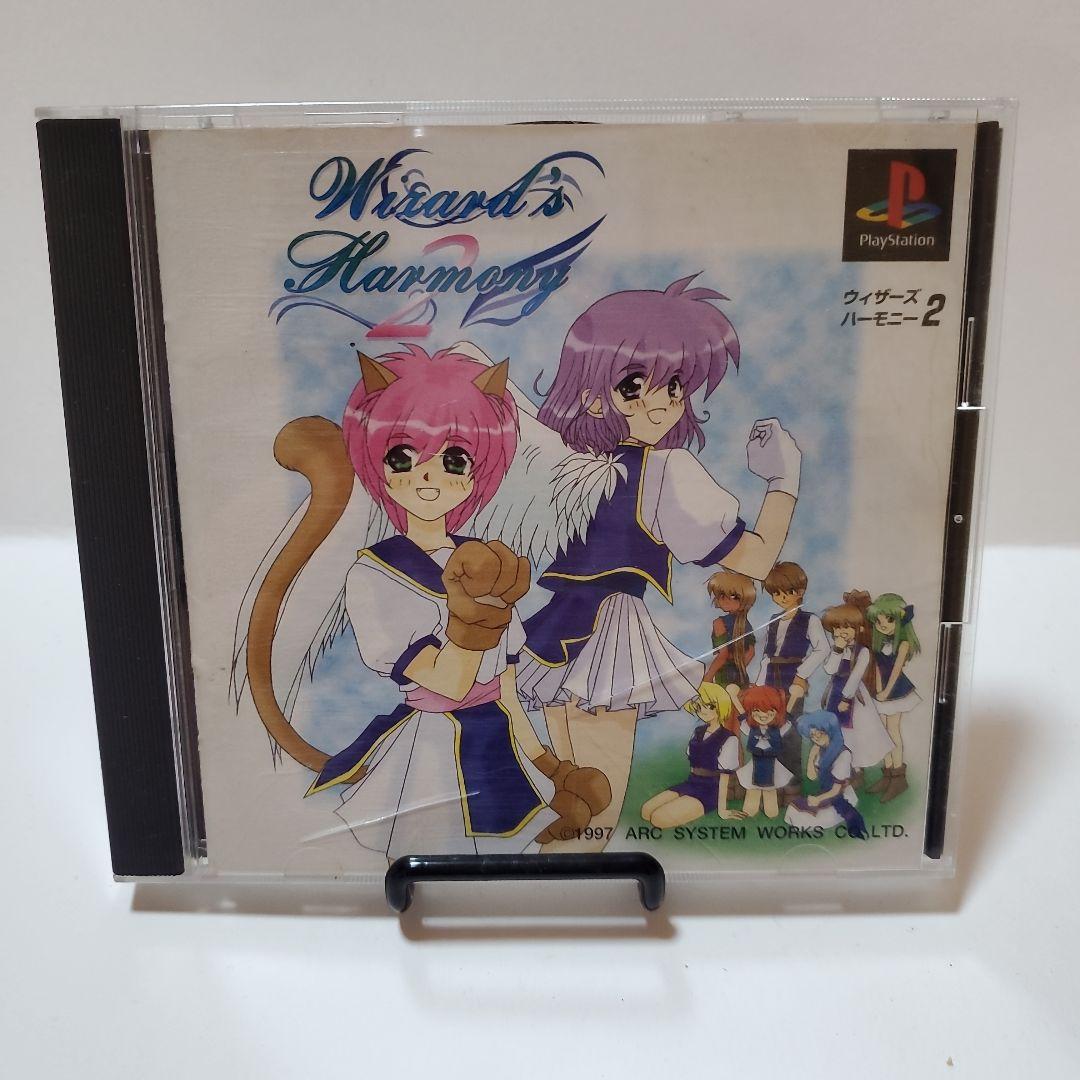 Wizard's
Harmony
2
PlayStation
ウィザーズ
ハーモニー2
©1997 ARC SYSTEM WORKS CO.,LTD.